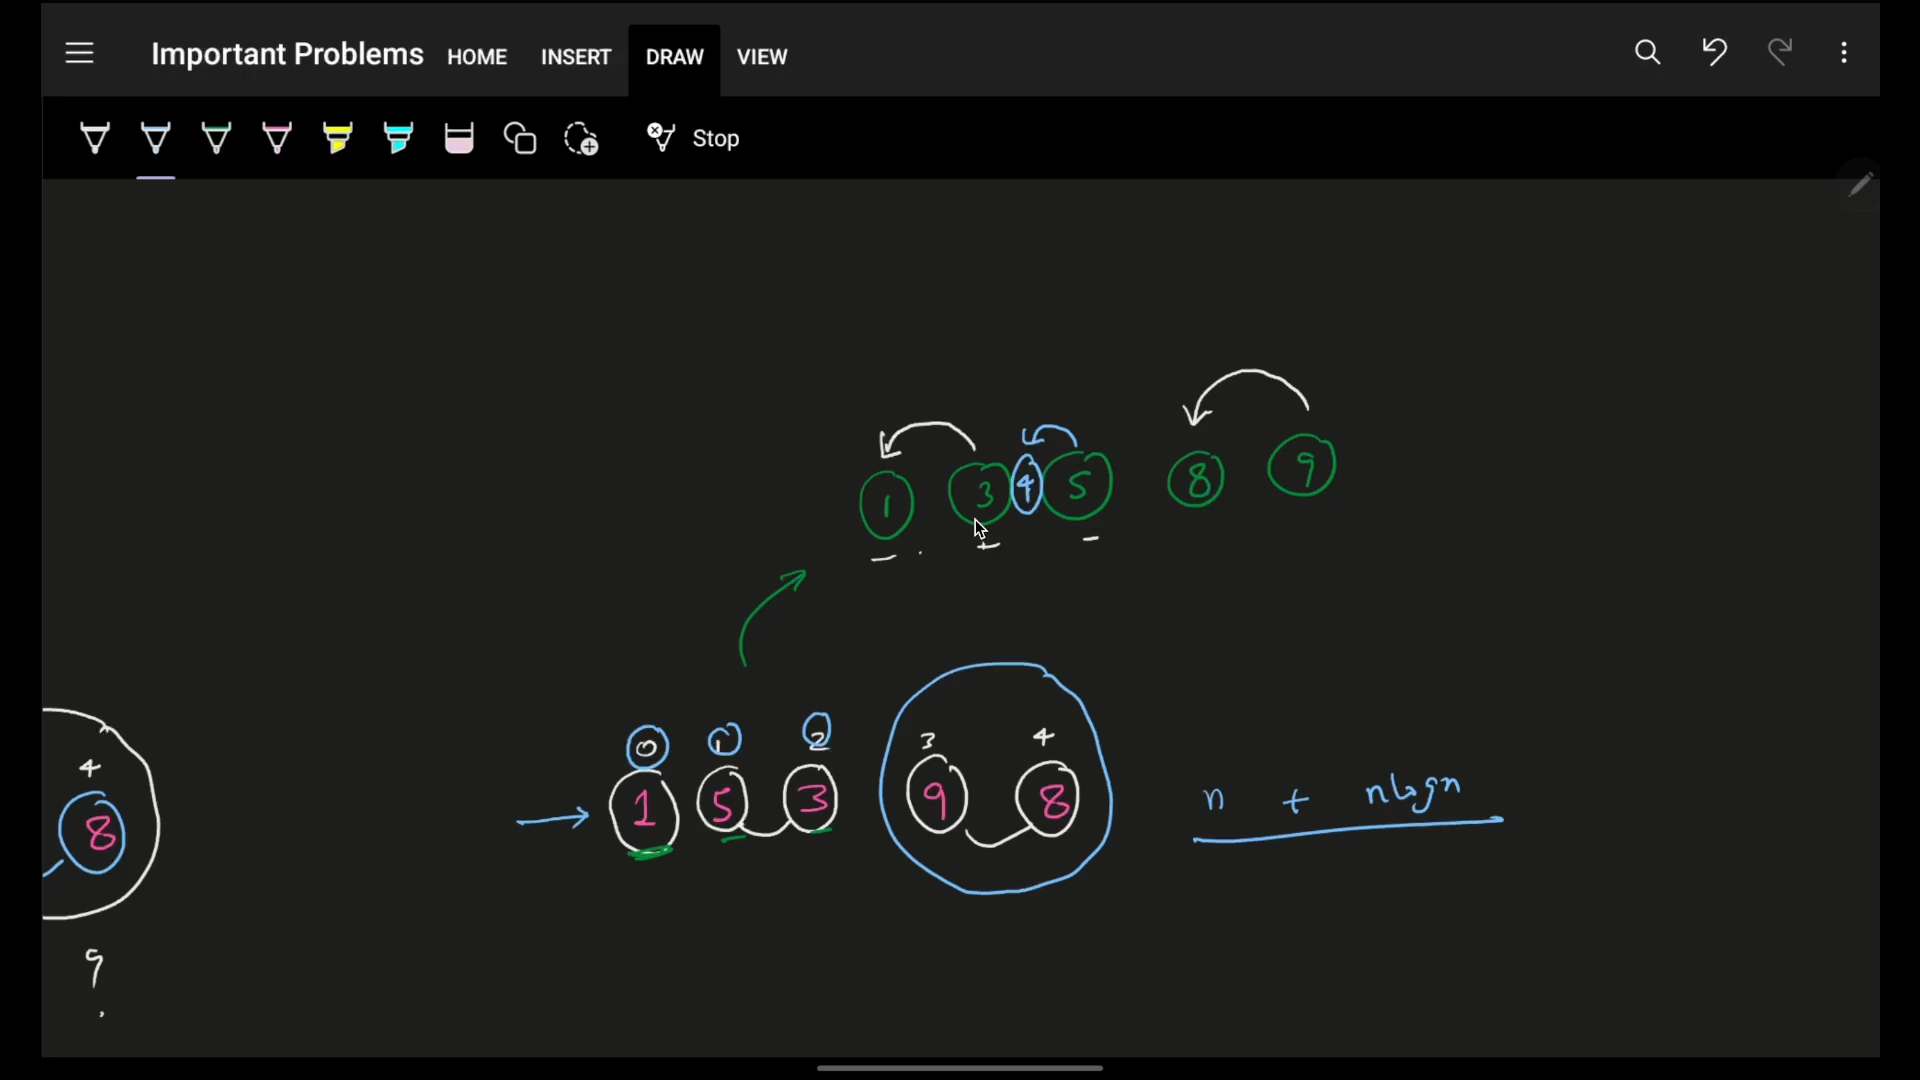 Important Problems HOME INSERT DRAW VIEW
Stop
1 3 4 5 8 9
0 1 2 3 4
1 5 3 9 8
n + nlogn
4
8
?